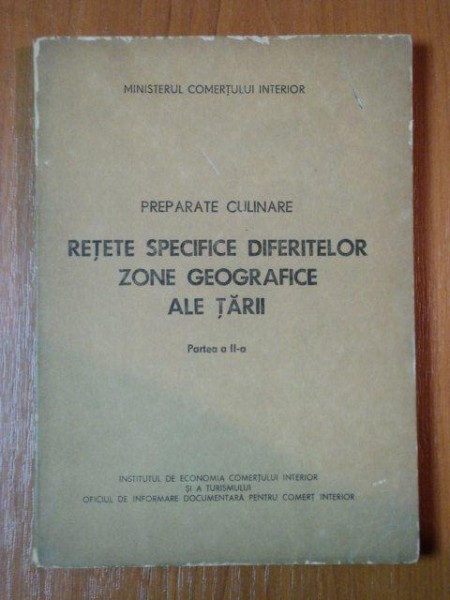 MINISTERUL COMERȚULUI INTERIOR
PREPARATE CULINARE
REȚETE SPECIFICE DIFERITELOR
ZONE GEOGRAFICE
ALE ȚĂRII
Partea a II-a
INSTITUTUL DE ECONOMIA COMERȚULUI INTERIOR
ȘI A TURISMULUI
OFICIUL DE INFORMARE DOCUMENTARĂ PENTRU COMERȚ INTERIOR